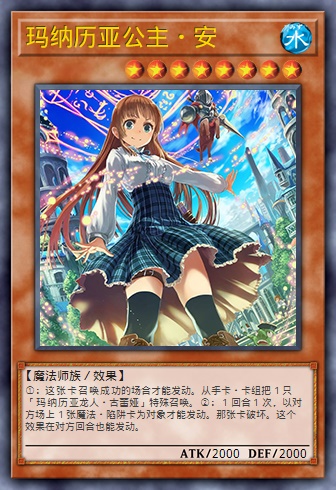 玛纳历亚公主·安
水
【魔法师族／效果】
①：这张卡召唤成功的场合才能发动。从手卡·卡组把1只
「玛纳历亚龙人·古蕾娅」特殊召唤。②：1回合1次，以对
方场上1张魔法·陷阱卡为对象才能发动。那张卡破坏。这个
效果在对方回合也能发动。
ATK/2000 DEF/2000